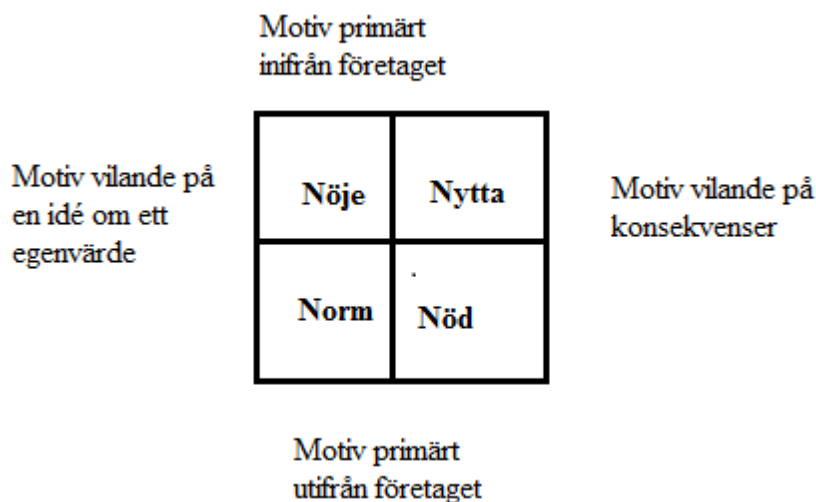 Motiv primärt
inifrån företaget
Motiv vilande på
en idé om ett
egenvärde
Nöje Nytta
Motiv vilande på
konsekvenser
Norm Nöd
Motiv primärt
utifrån företaget